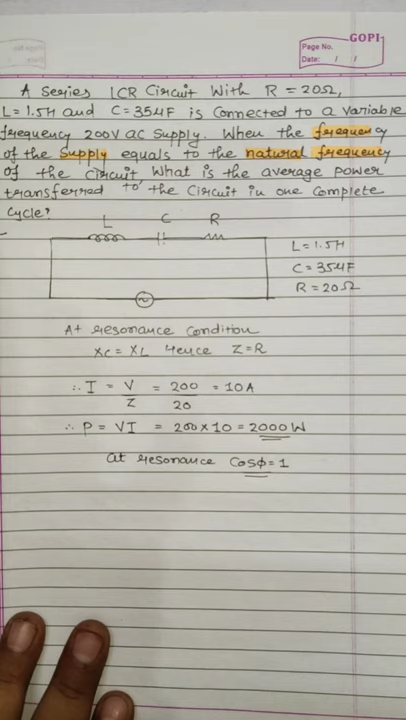 GOPI
Page No.
Date: / /
A Series LCR Circuit With R = 20Ω,
L = 1.5H and C = 35μF is Connected to a Variable
frequency 200V ac Supply. When the frequency
of the Supply equals to the natural frequency
of the circuit What is the average power
transferred to the Circuit in one Complete
Cycle?
L C R
L = 1.5H
C = 35μF
R = 20Ω
At resonance Condition
Xc = XL Hence Z = R
∴ I = V/Z = 200/20 = 10A
∴ P = VI = 200 × 10 = 2000 W
at resonance Cosφ = 1